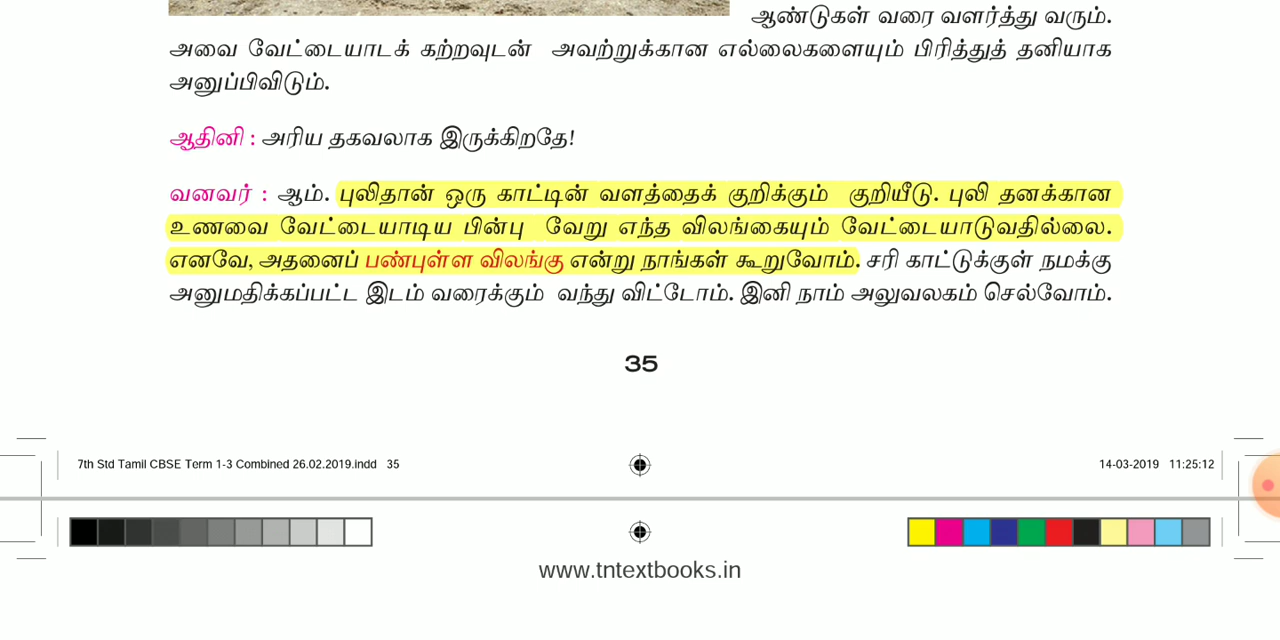 ஆண்டுகள் வரை வளர்த்து வரும்.
அவை வேட்டையாடக் கற்றவுடன் அவற்றுக்கான எல்லைகளையும் பிரித்துத் தனியாக
அனுப்பிவிடும்.
ஆதினி : அரிய தகவலாக இருக்கிறதே!
வனவர் : ஆம். புலிதான் ஒரு காட்டின் வளத்தைக் குறிக்கும் குறியீடு. புலி தனக்கான
உணவை வேட்டையாடிய பின்பு வேறு எந்த விலங்கையும் வேட்டையாடுவதில்லை.
எனவே, அதனைப் பண்புள்ள விலங்கு என்று நாங்கள் கூறுவோம். சரி காட்டுக்குள் நமக்கு
அனுமதிக்கப்பட்ட இடம் வரைக்கும் வந்து விட்டோம். இனி நாம் அலுவலகம் செல்வோம்.
35
7th Std Tamil CBSE Term 1-3 Combined 26.02.2019.indd 35
14-03-2019 11:25:12
www.tntextbooks.in